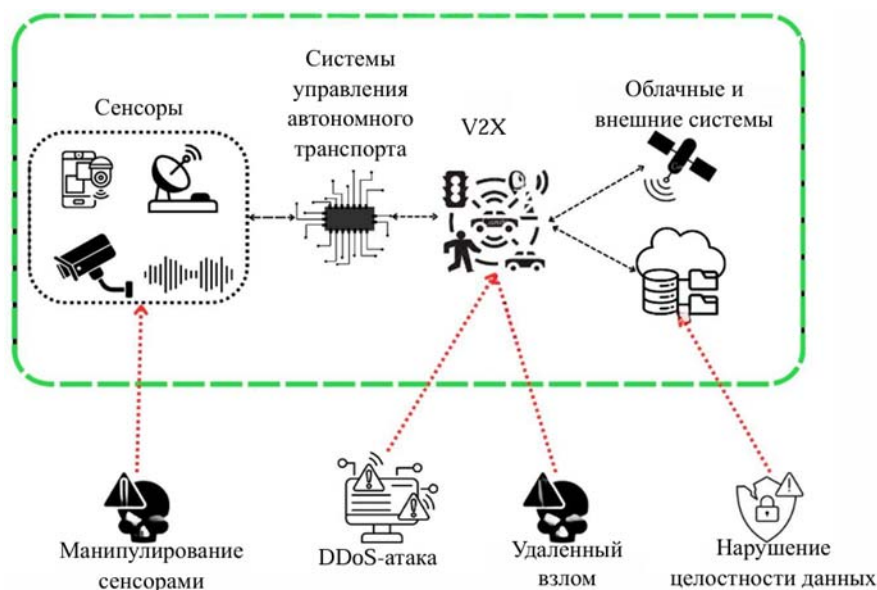 Сенсоры
Системы
управления
автономного
транспорта
V2X
Облачные и
внешние системы
Манипулирование
сенсорами
DDoS-атака
Удаленный
взлом
Нарушение
целостности данных